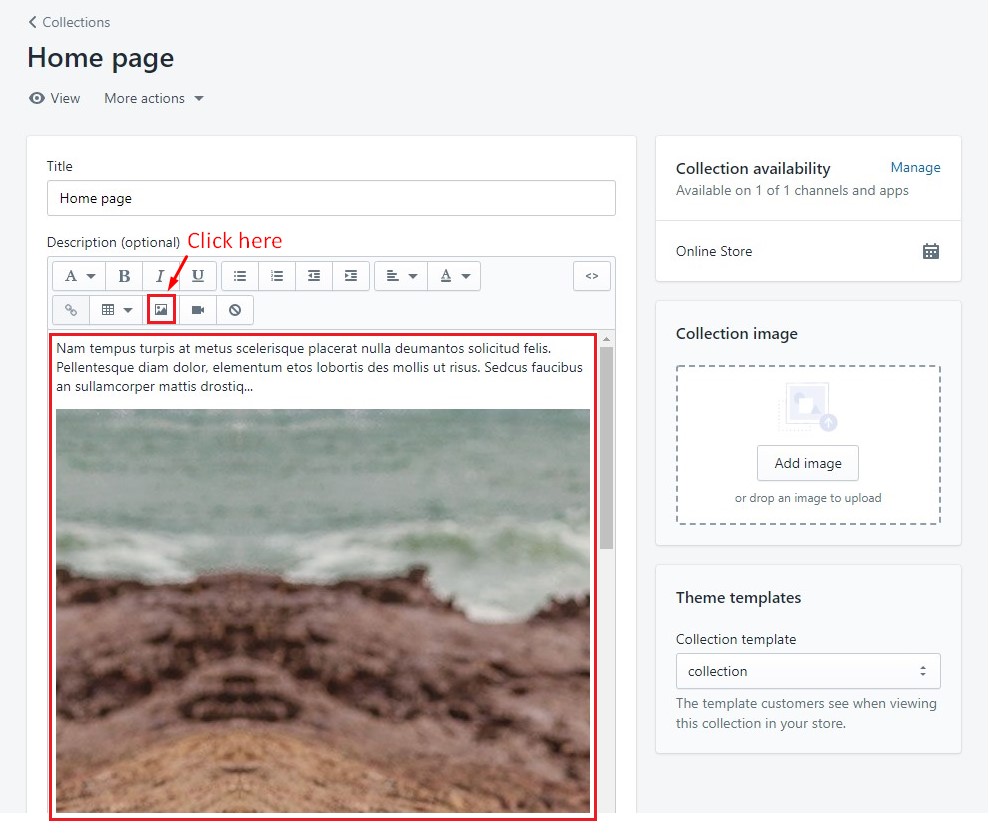 Collections
Home page
View More actions
Title
Home page
Description (optional) Click here
A B I U A <>
Nam tempus turpis at metus scelerisque placerat nulla deumantos solicitud felis.
Pellentesque diam dolor, elementum etos lobortis des mollis ut risus. Sedcus faucibus
an sullamcorper mattis drostiq...
Collection availability Manage
Available on 1 of 1 channels and apps
Online Store
Collection image
Add image
or drop an image to upload
Theme templates
Collection template
collection
The template customers see when viewing
this collection in your store.